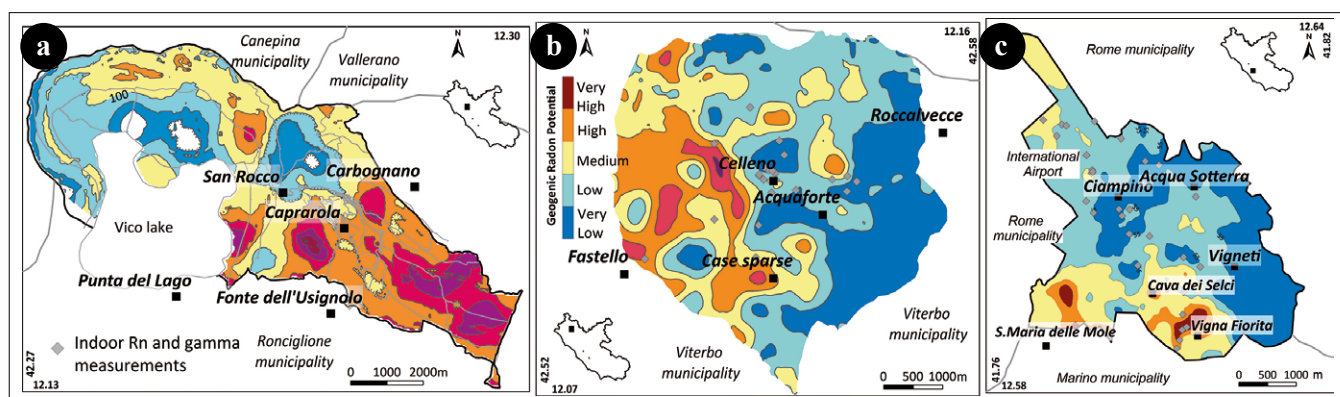 a
Canepina
municipality
Vallerano
municipality
N
12.30
100
San Rocco
Carbognano
Caprarola
Vico lake
Punta del Lago
Fonte dell'Usignolo
Indoor Rn and gamma
measurements
Ronciglione
municipality
42.27
12.13
0
1000
2000m
b
N
12.16
42.58
Geogenic Radon Potential
Very
High
High
Medium
Low
Very
Low
Roccalvecce
Celleno
Acquaforte
Fastello
Case sparse
Viterbo
municipality
Viterbo
municipality
42.52
12.07
0
500
1000m
c
Rome municipality
N
12.64
41.82
International
Airport
Ciampino
Acqua Sotterra
Rome
municipality
Vigneti
Cava dei Selci
S.Maria delle Mole
Vigna Fiorita
41.76
12.58
Marino municipality
0
500
1000 m